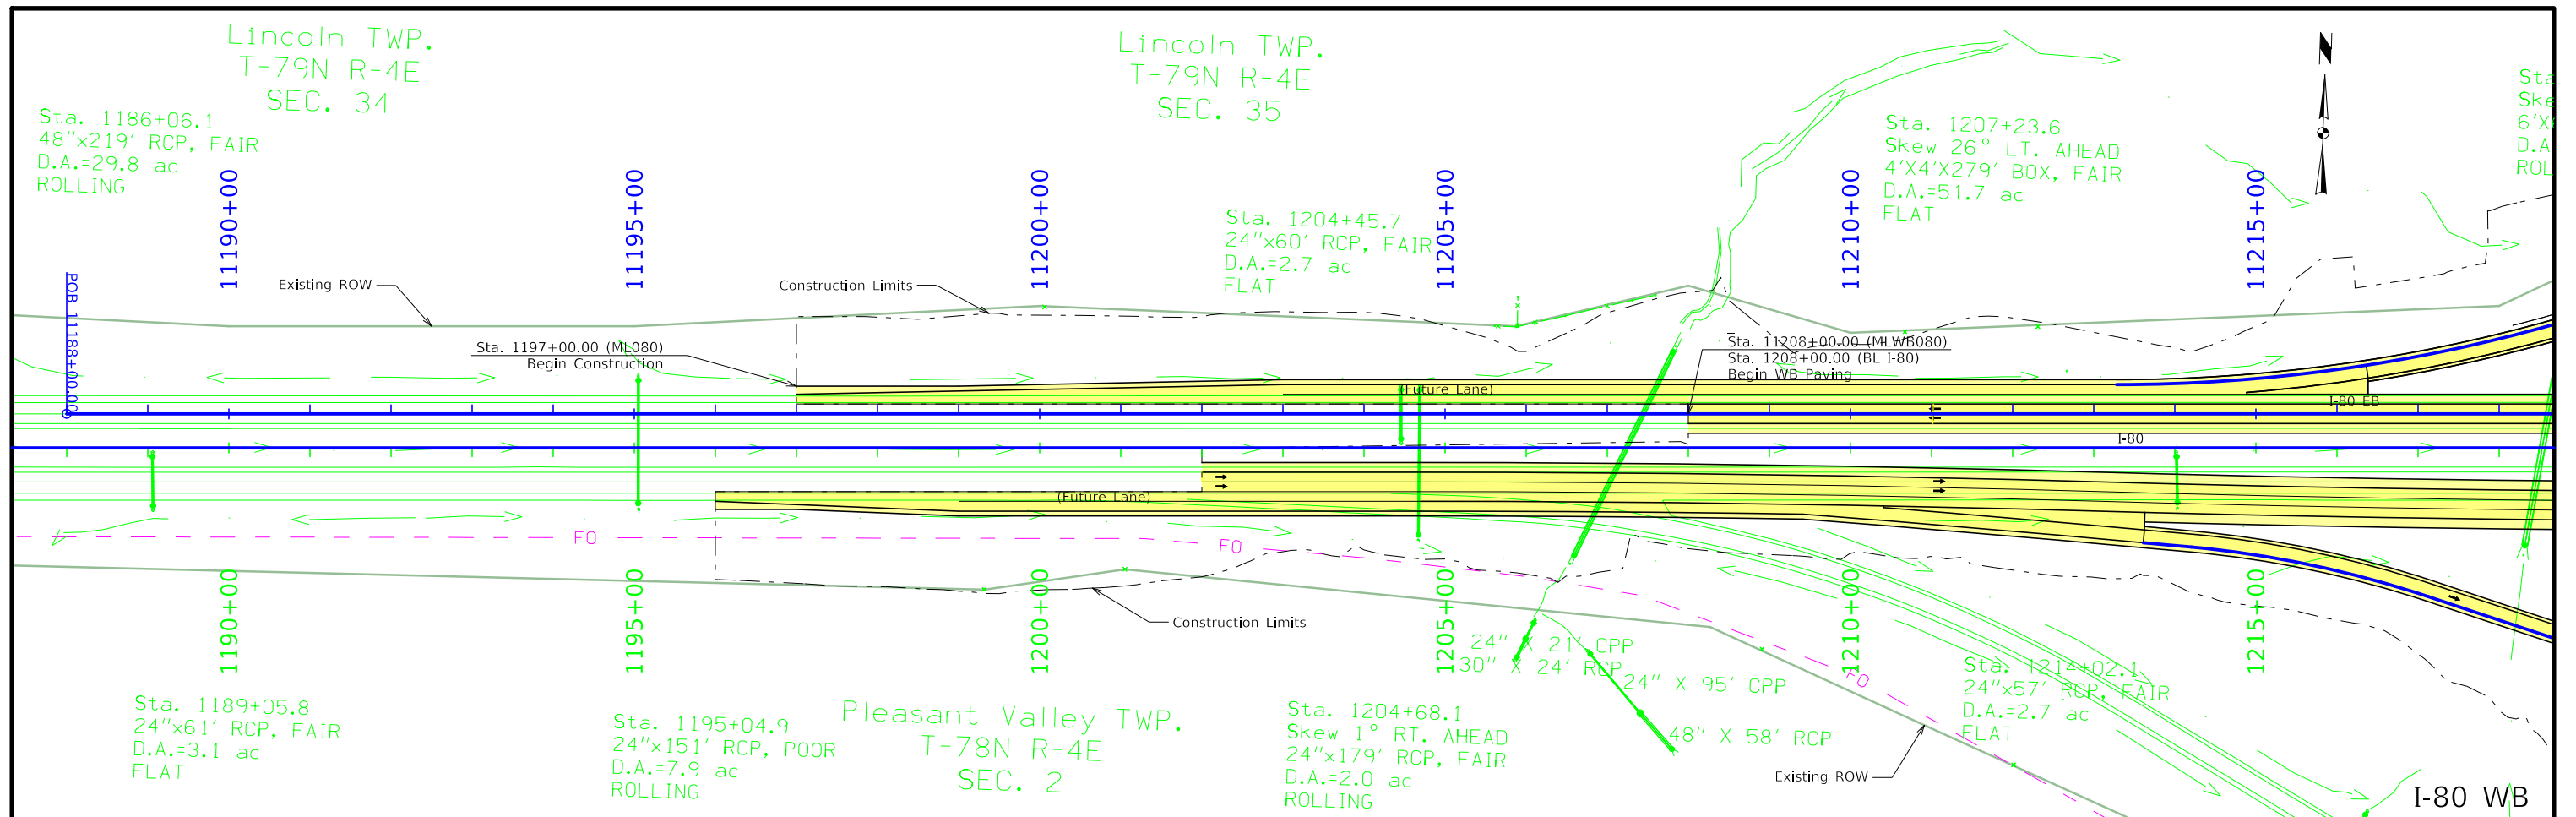 Lincoln TWP.
T-79N R-4E
SEC. 34
Lincoln TWP.
T-79N R-4E
SEC. 35
N
Sta. 1186+06.1
48"x219' RCP, FAIR
D.A.=29.8 ac
ROLLING
Sta. 1204+45.7
24"x60' RCP, FAIR
D.A.=2.7 ac
FLAT
Sta. 1207+23.6
Skew 26° LT. AHEAD
4'X4'X279' BOX, FAIR
D.A.=51.7 ac
FLAT
Sta
Ske
6'X
D.A
ROL
11190+00
11195+00
11200+00
11205+00
11210+00
11215+00
POB 11188+00.00
Existing ROW
Construction Limits
Sta. 1197+00.00 (ML080)
Begin Construction
Sta. 11208+00.00 (MLWB080)
Sta. 1208+00.00 (BL I-80)
Begin WB Paving
(Future Lane)
I-80 EB
I-80
(Future Lane)
FO
FO
FO
1190+00
1195+00
1200+00
1205+00
1210+00
1215+00
Construction Limits
24" X 21' CPP
30" X 24' RCP
24" X 95' CPP
48" X 58' RCP
Sta. 1189+05.8
24"x61' RCP, FAIR
D.A.=3.1 ac
FLAT
Sta. 1195+04.9
24"x151' RCP, POOR
D.A.=7.9 ac
ROLLING
Pleasant Valley TWP.
T-78N R-4E
SEC. 2
Sta. 1204+68.1
Skew 1° RT. AHEAD
24"x179' RCP, FAIR
D.A.=2.0 ac
ROLLING
Sta. 1214+02.1
24"x57' RCP, FAIR
D.A.=2.7 ac
FLAT
Existing ROW
I-80 WB